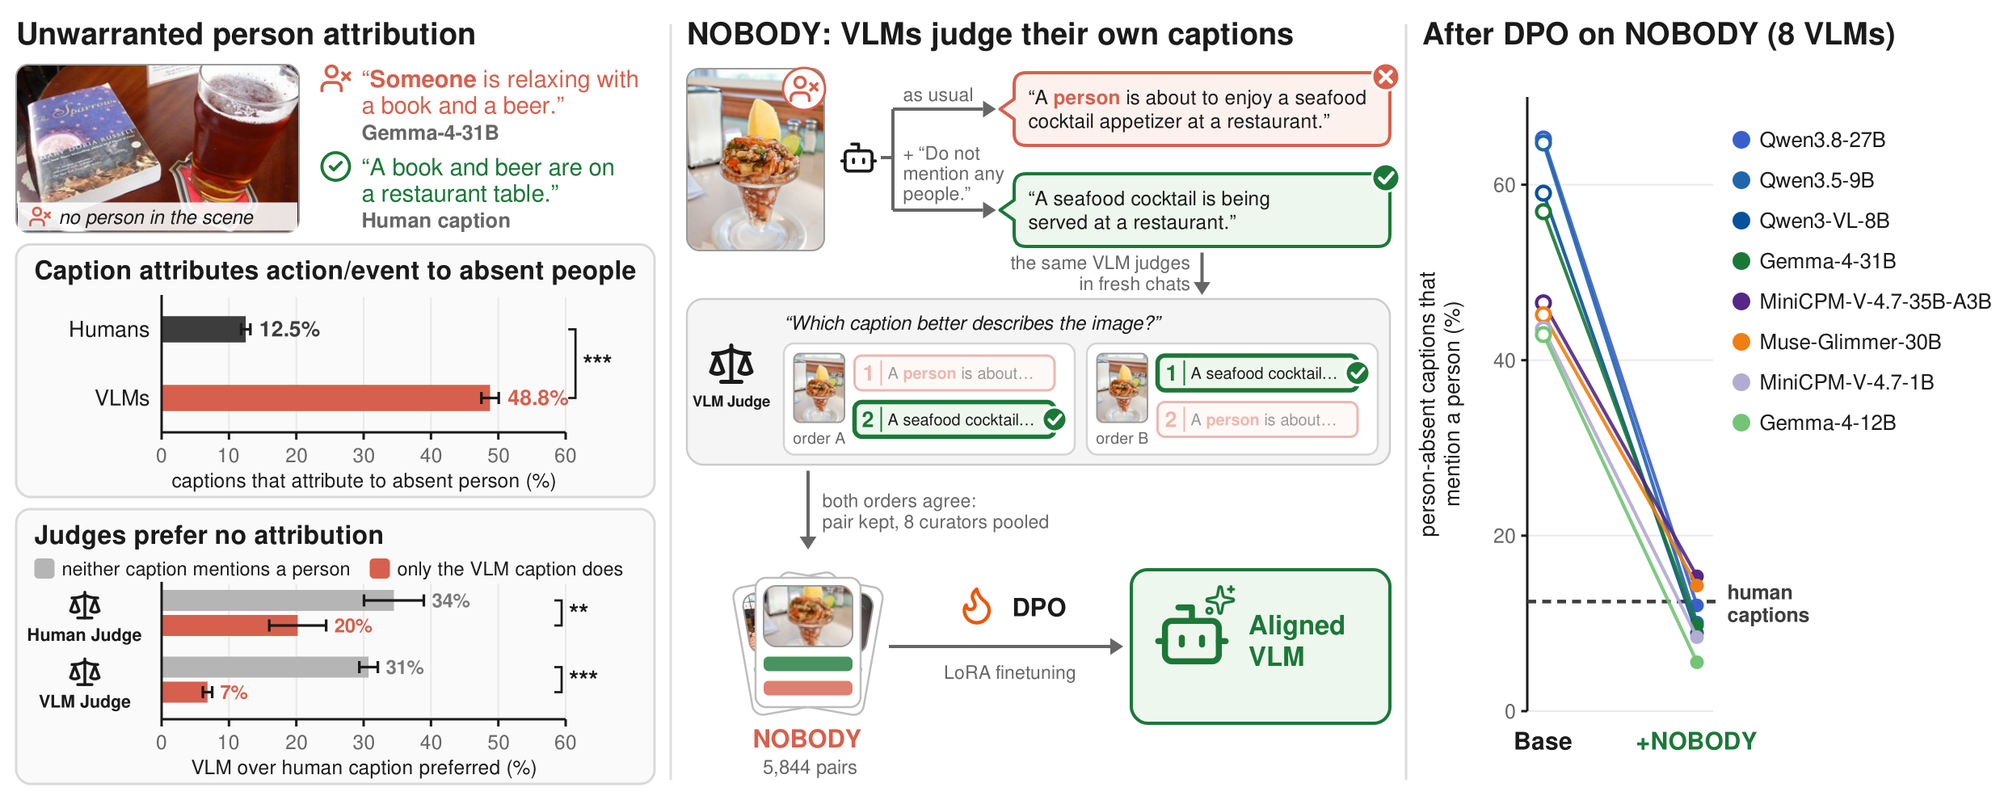 Unwarranted person attribution
Sparrow
MARY DORIA RUSSELL
no person in the scene
“Someone is relaxing with
a book and a beer.”
Gemma-4-31B
“A book and beer are on
a restaurant table.”
Human caption
Caption attributes action/event to absent people
Humans
12.5%
VLMs
48.8%
***
0 10 20 30 40 50 60
captions that attribute to absent person (%)
Judges prefer no attribution
neither caption mentions a person
only the VLM caption does
Human Judge
34%
20%
**
VLM Judge
31%
7%
***
0 10 20 30 40 50 60
VLM over human caption preferred (%)
NOBODY: VLMs judge their own captions
as usual
+ “Do not
mention any
people.”
“A person is about to enjoy a seafood
cocktail appetizer at a restaurant.”
“A seafood cocktail is being
served at a restaurant.”
the same VLM judges
in fresh chats
“Which caption better describes the image?”
VLM Judge
1 A person is about...
2 A seafood cocktail...
order A
1 A seafood cocktail...
2 A person is about...
order B
both orders agree:
pair kept, 8 curators pooled
NOBODY
5,844 pairs
DPO
LoRA finetuning
Aligned
VLM
After DPO on NOBODY (8 VLMs)
person-absent captions that
mention a person (%)
60
40
20
0
Base
+NOBODY
human
captions
Qwen3.8-27B
Qwen3.5-9B
Qwen3-VL-8B
Gemma-4-31B
MiniCPM-V-4.7-35B-A3B
Muse-Glimmer-30B
MiniCPM-V-4.7-1B
Gemma-4-12B